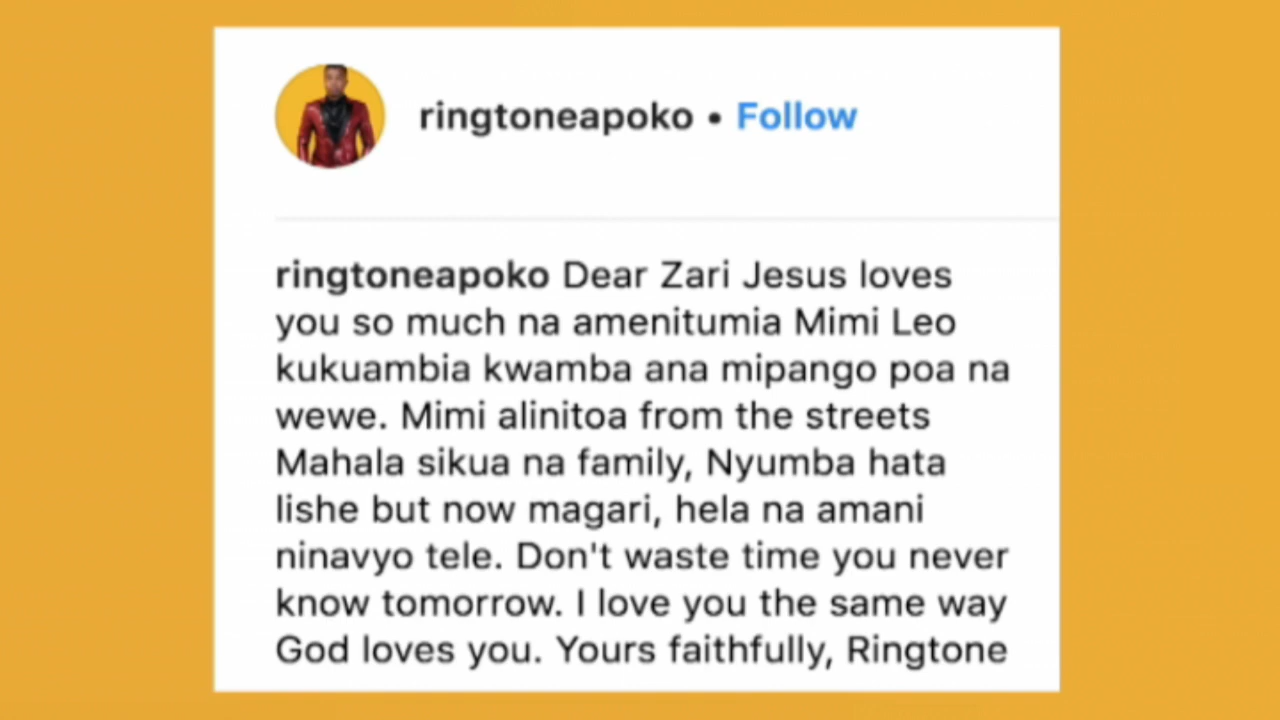 ringtoneapoko • Follow
ringtoneapoko Dear Zari Jesus loves
you so much na amenitumia Mimi Leo
kukuambia kwamba ana mipango poa na
wewe. Mimi alinitoa from the streets
Mahala sikua na family, Nyumba hata
lishe but now magari, hela na amani
ninavyo tele. Don't waste time you never
know tomorrow. I love you the same way
God loves you. Yours faithfully, Ringtone